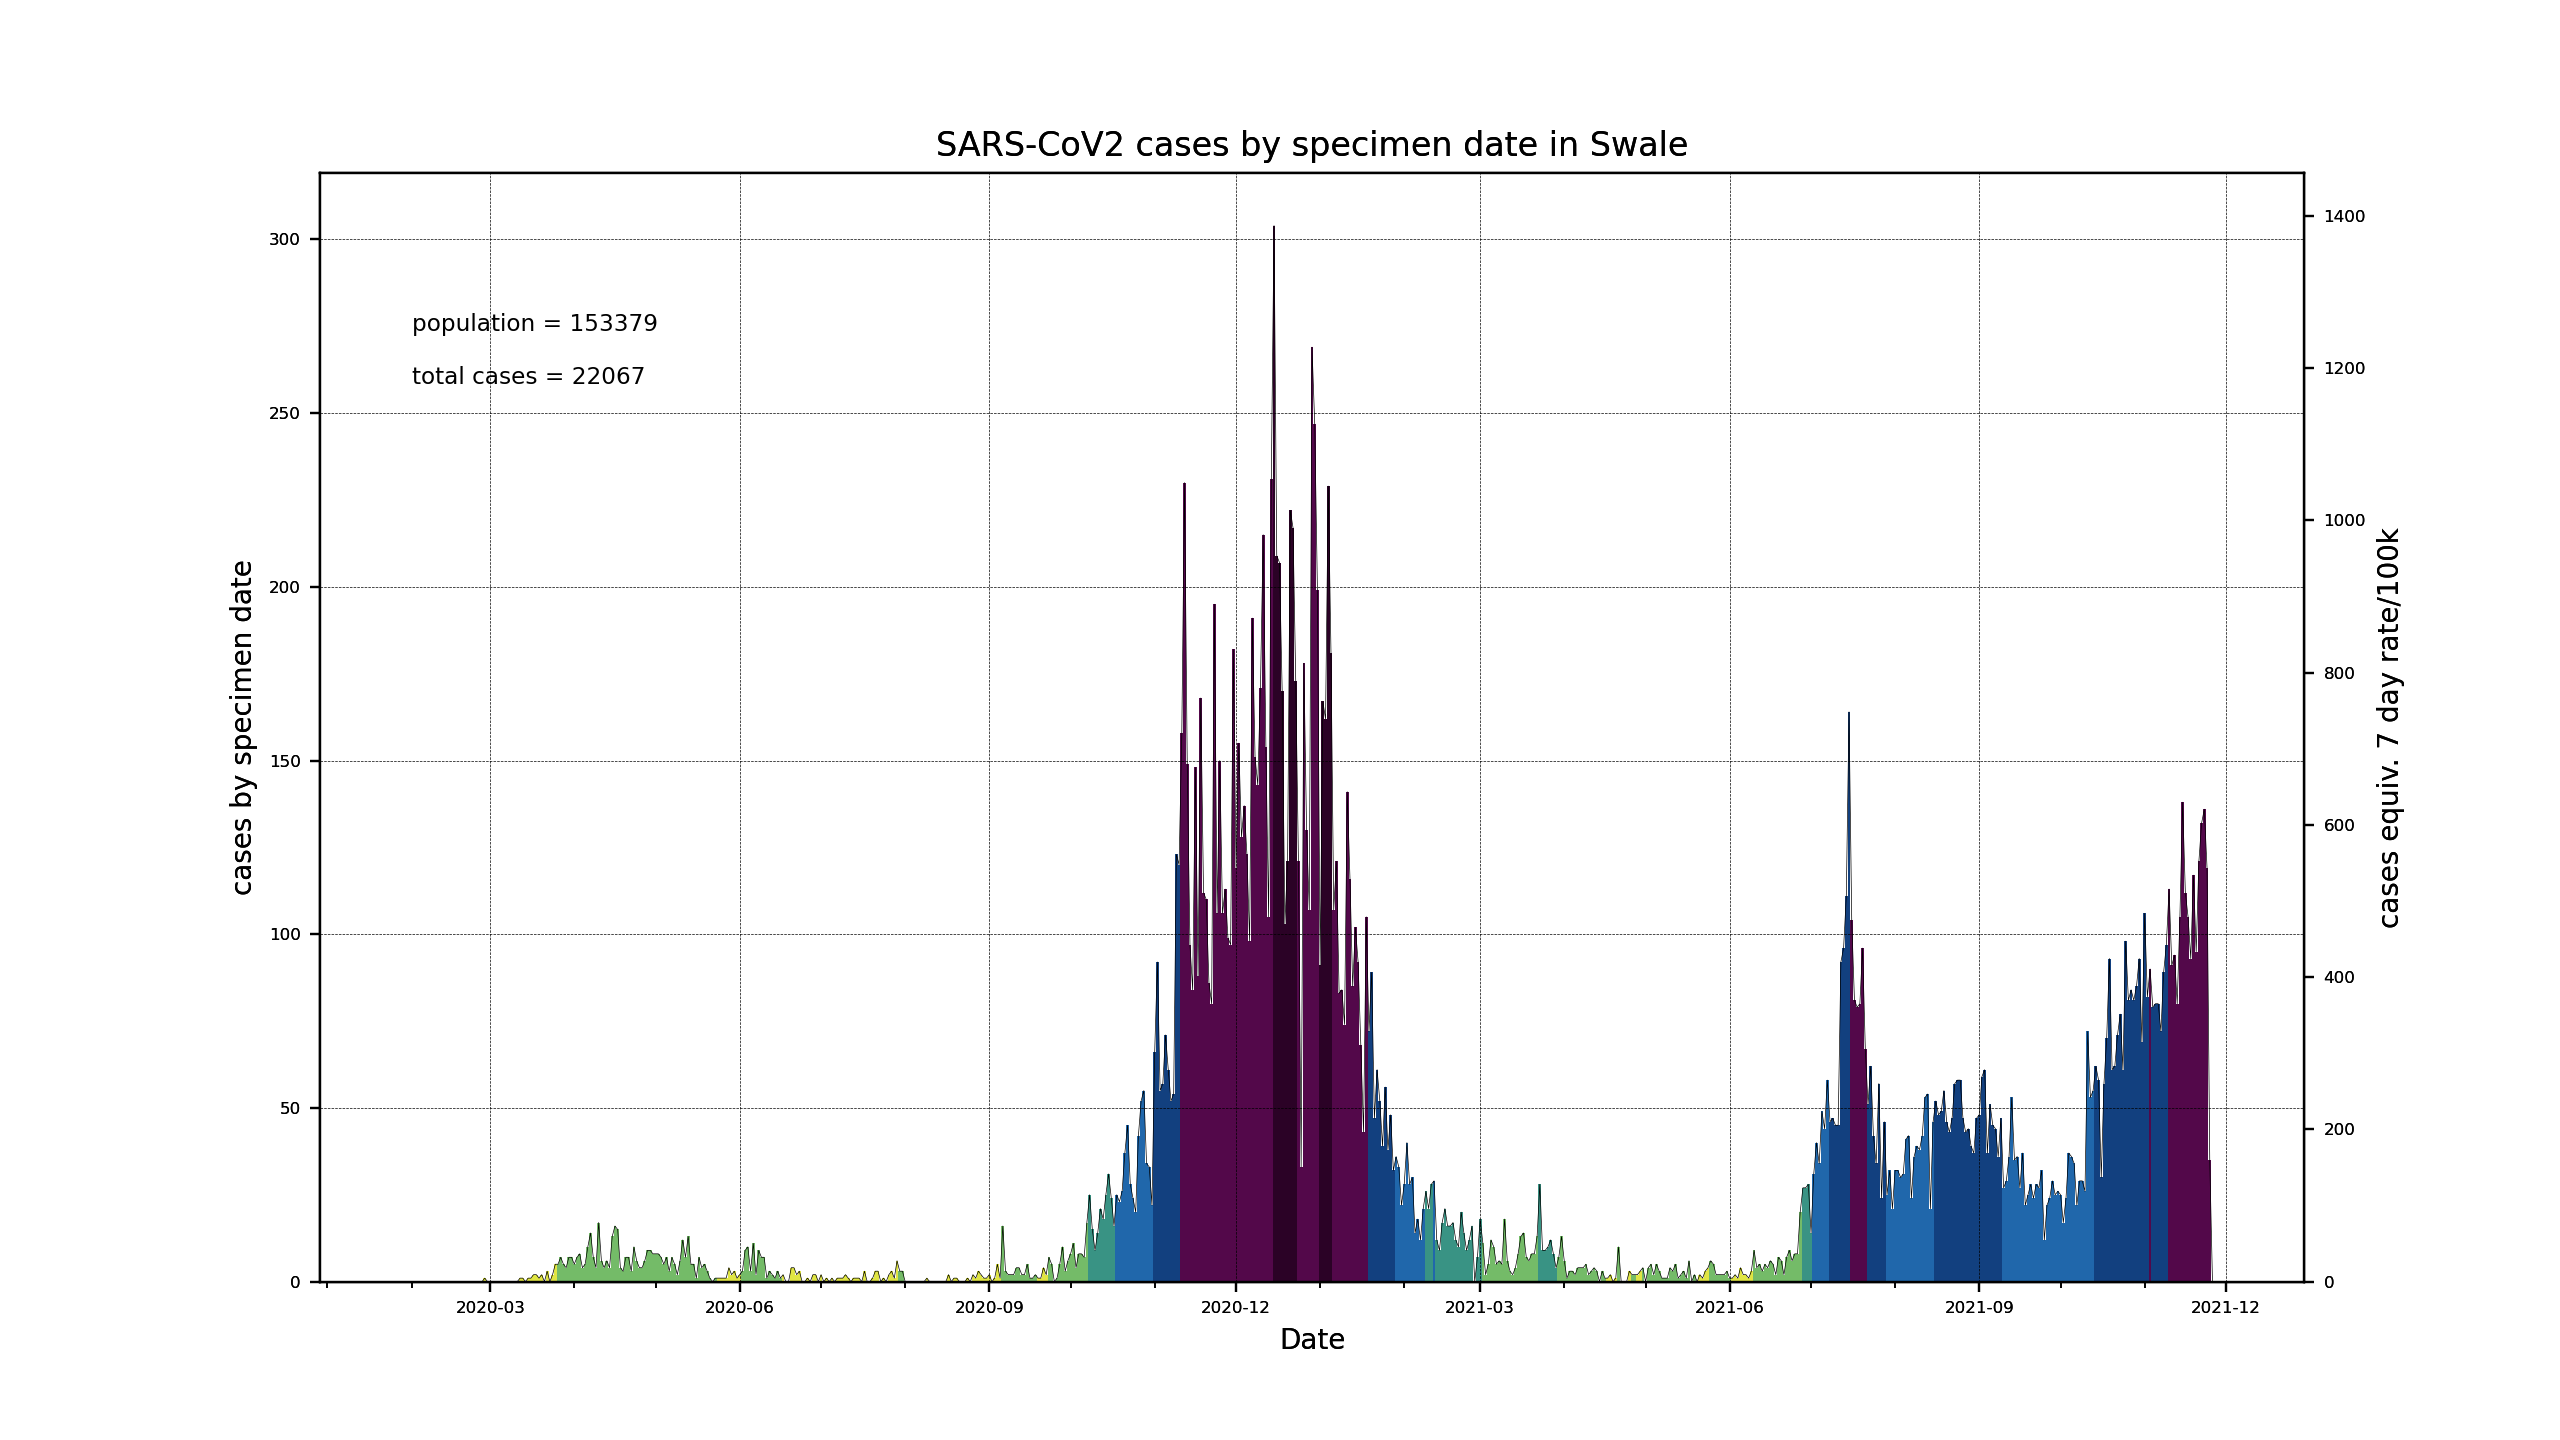 SARS-CoV2 cases by specimen date in Swale
population = 153379
total cases = 22067
cases by specimen date
300
250
200
150
100
50
0
1400
1200
1000
800
600
400
200
0
cases equiv. 7 day rate/100k
2020-03 2020-06 2020-09 2020-12 2021-03 2021-06 2021-09 2021-12
Date